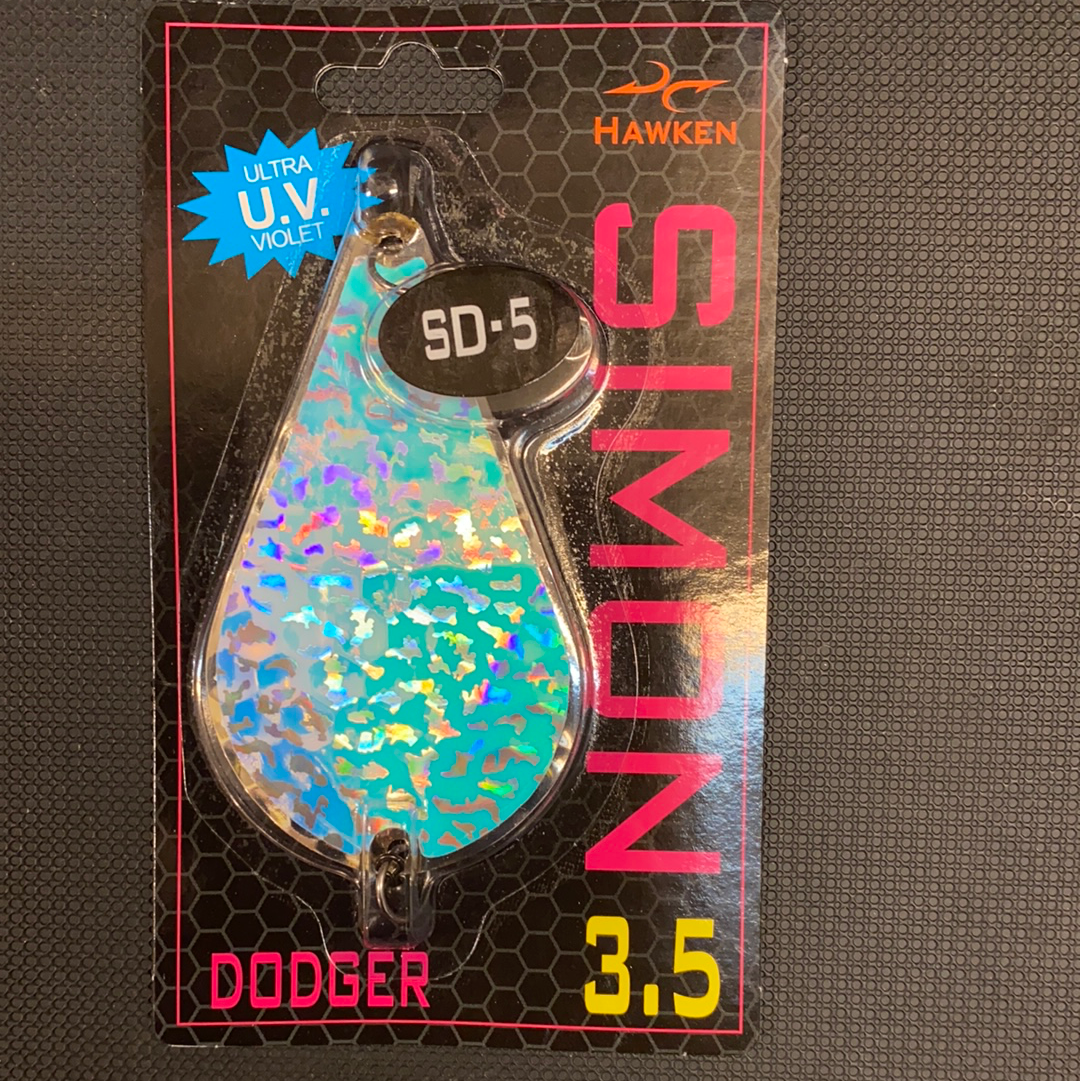 HAWKEN
ULTRA
U.V.
VIOLET
SD-5
SIMON
DODGER
3.5